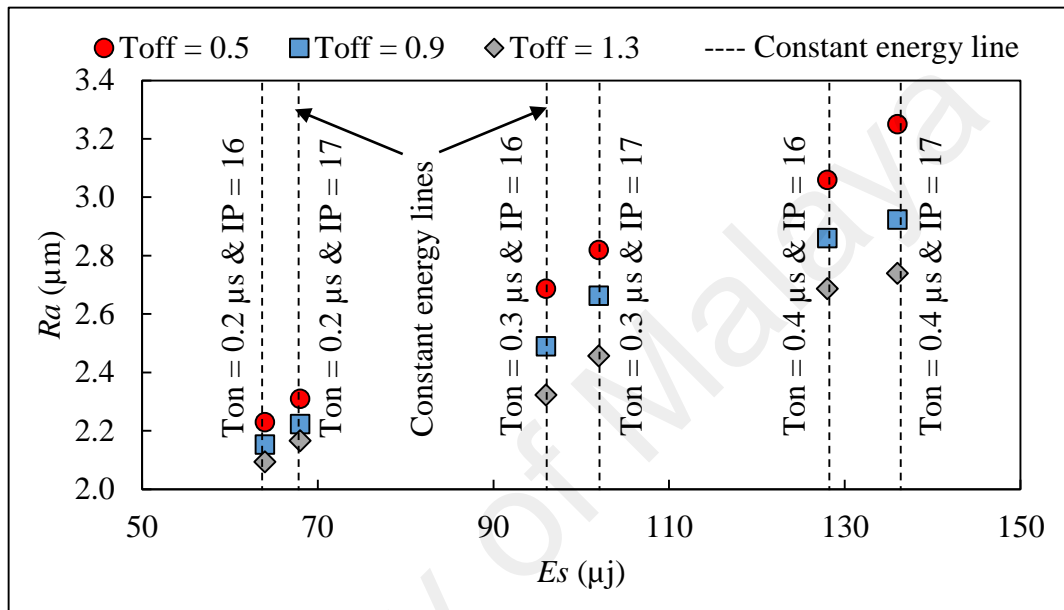 Toff = 0.5 Toff = 0.9 Toff = 1.3 ---- Constant energy line
3.4
3.2
3.0
2.8
2.6
2.4
2.2
2.0
Ra (µm)
Ton = 0.2 µs & IP = 16
Ton = 0.2 µs & IP = 17
Constant energy lines
Ton = 0.3 µs & IP = 16
Ton = 0.3 µs & IP = 17
Ton = 0.4 µs & IP = 16
Ton = 0.4 µs & IP = 17
50 70 90 110 130 150
Es (µj)
y of Malaya